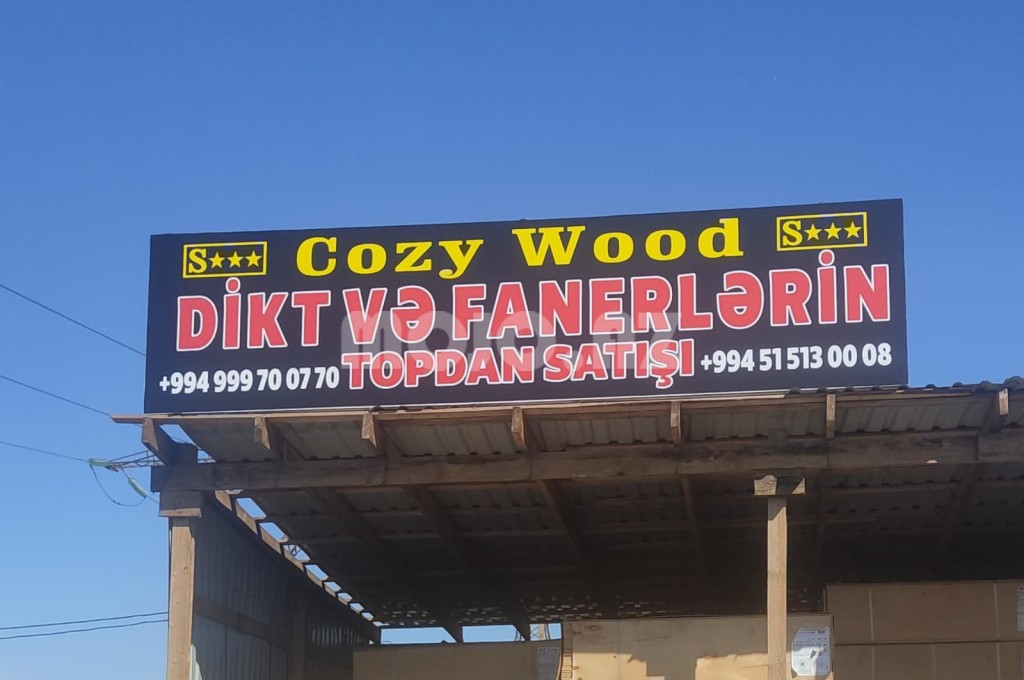 S★★★ Cozy Wood S★★★
DİKT VƏ FANERLƏRİN
+994 999 70 07 70 TOPDAN SATIŞI +994 51 513 00 08